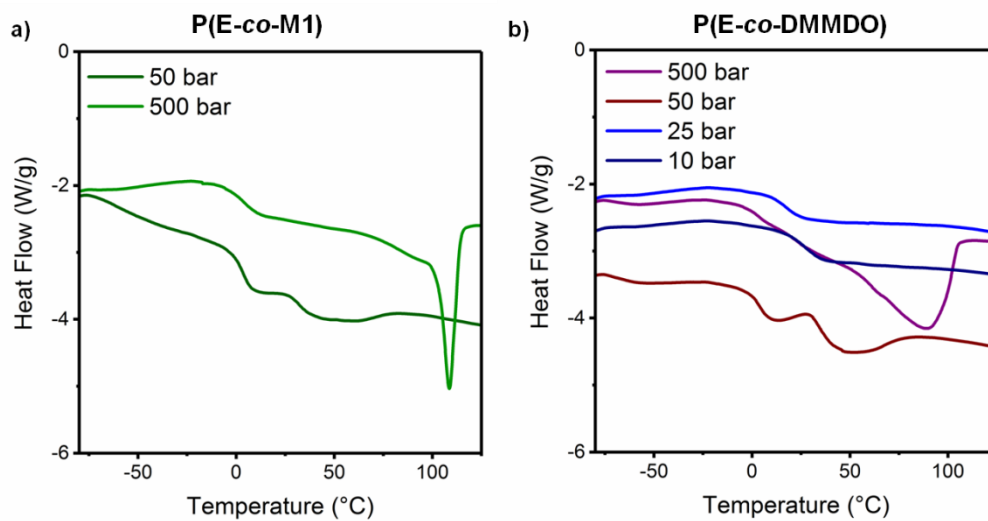 a)
P(E-co-M1)
50 bar
500 bar
0
-2
-4
-6
Heat Flow (W/g)
-50
0
50
100
Temperature (°C)
b)
P(E-co-DMMDO)
500 bar
50 bar
25 bar
10 bar
0
-2
-4
-6
Heat Flow (W/g)
-50
0
50
100
Temperature (°C)